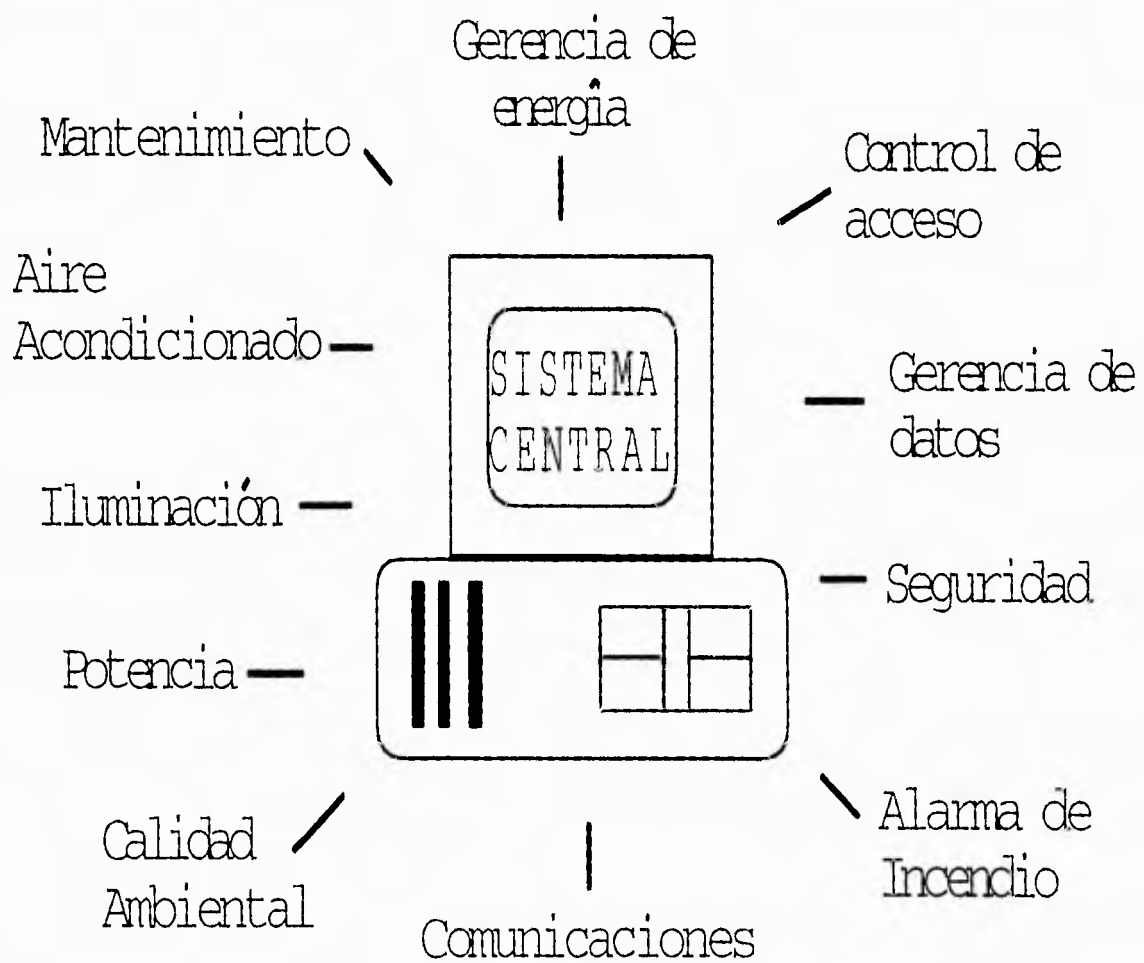 Gerencia de
energía
Mantenimiento
Control de
acceso
Aire
Acondicionado
SISTEMA
CENTRAL
Gerencia de
datos
Iluminación
Seguridad
Potencia
Calidad
Ambiental
Alarma de
Incendio
Comunicaciones